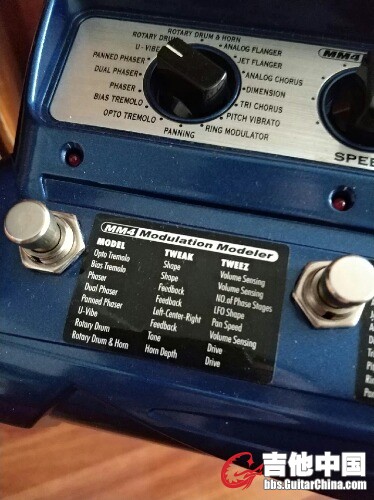 ROTARY DRUM & HORN
ROTARY DRUM
U-VIBE
PANNED PHASER
DUAL PHASER
PHASER
BIAS TREMOLO
OPTO TREMOLO
PANNING
ANALOG FLANGER
JET FLANGER
ANALOG CHORUS
DIMENSION
TRI CHORUS
PITCH VIBRATO
RING MODULATOR
MM4
SPEE
MM4 Modulation Modeler
MODEL TWEAK TWEEZ
Opto Tremolo Shape Volume Sensing
Bias Tremolo Shape Volume Sensing
Phaser Feedback NO. of Phase Stages
Dual Phaser Feedback LFO Shape
Panned Phaser Left-Center-Right Pan Speed
U-Vibe Feedback Volume Sensing
Rotary Drum Tone Drive
Rotary Drum & Horn Horn Depth Drive
吉他中国
bbs.GuitarChina.com